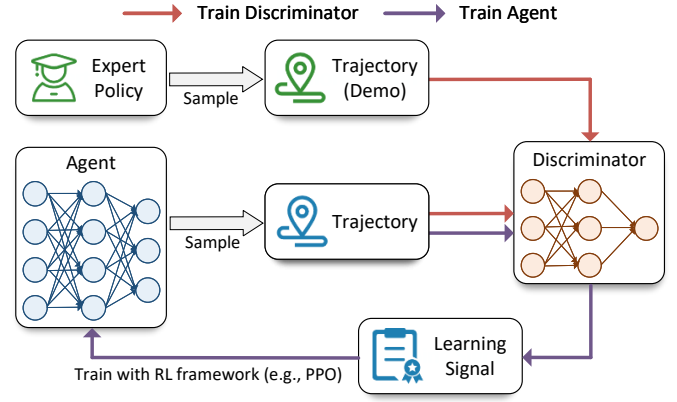 Train Discriminator
Train Agent
Expert
Policy
Sample
Trajectory
(Demo)
Agent
Sample
Trajectory
Discriminator
Learning
Signal
Train with RL framework (e.g., PPO)